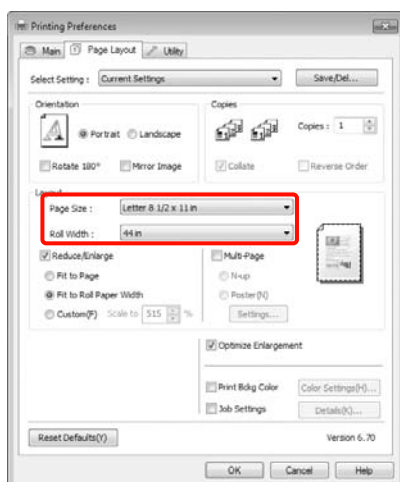 Printing Preferences
Main Page Layout Utility
Select Setting : Current Settings Save/Del...
Orientation Copies
A Portrait Landscape Copies : 1
Rotate 180° Mirror Image Collate Reverse Order
Layout
Page Size : Letter 8 1/2 x 11 in
Roll Width : 44 in
Reduce/Enlarge Multi-Page
Fit to Page N-up
Fit to Roll Paper Width Poster(N)
Custom(F) Scale to 515 % Settings...
Optimize Enlargement
Print Bckg Color Color Settings(H)...
Job Settings Details(K)...
Reset Defaults(Y) Version 6.70
OK Cancel Help